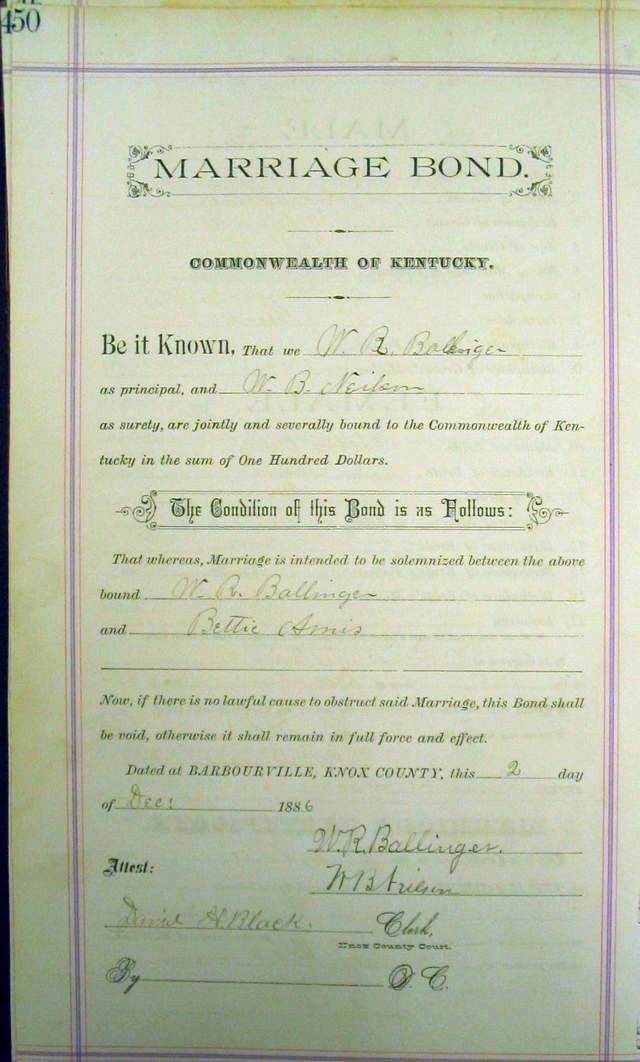 450
MARRIAGE BOND.
COMMONWEALTH OF KENTUCKY.
Be it Known, That we W. R. Ballinger
as principal, and W. B. Neilson
as surety, are jointly and severally bound to the Commonwealth of Ken-
tucky in the sum of One Hundred Dollars.
The Condition of this Bond is as Follows:
That whereas, Marriage is intended to be solemnized between the above
bound W. R. Ballinger
and Bettie Amis
Now, if there is no lawful cause to obstruct said Marriage, this Bond shall
be void, otherwise it shall remain in full force and effect.
Dated at BARBOURVILLE, KNOX COUNTY, this 2 day
of Dec: 1886
W. R. Ballinger.
Attest:
W B Neilson
David H. Black. Clerk,
Knox County Court.
By D. C.